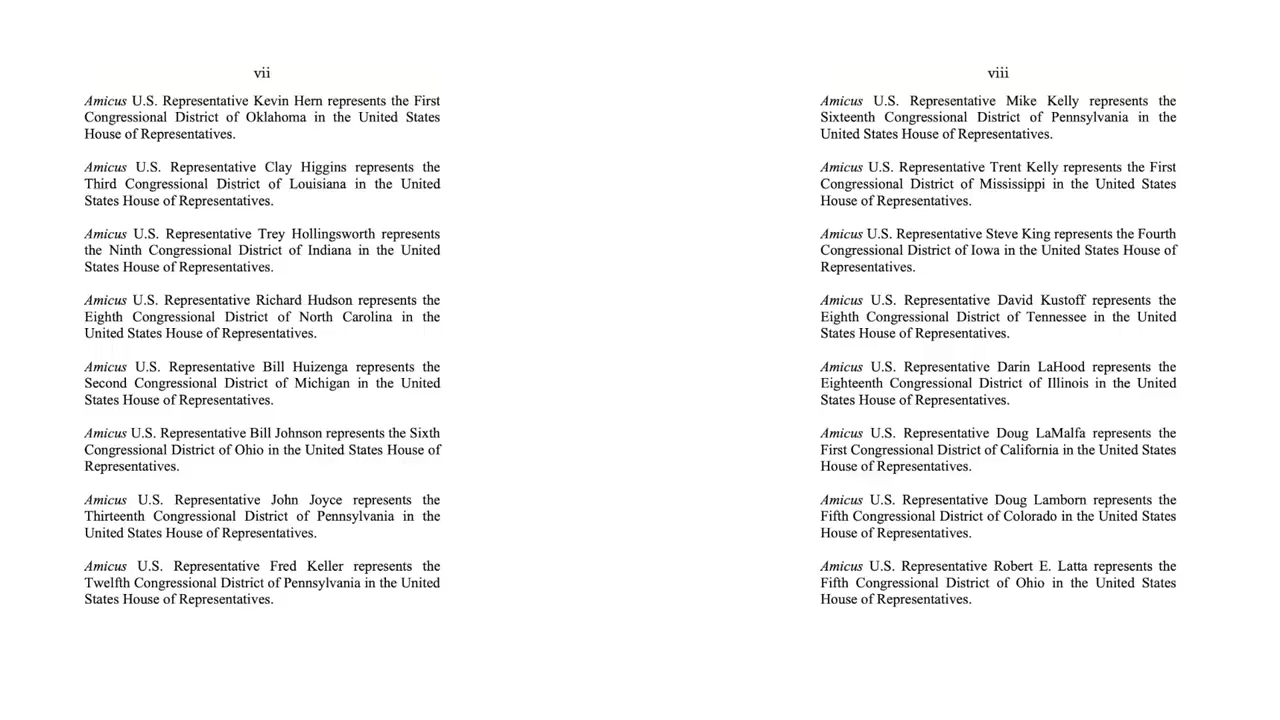 vii
Amicus U.S. Representative Kevin Hern represents the First
Congressional District of Oklahoma in the United States
House of Representatives.
Amicus U.S. Representative Clay Higgins represents the
Third Congressional District of Louisiana in the United
States House of Representatives.
Amicus U.S. Representative Trey Hollingsworth represents
the Ninth Congressional District of Indiana in the United
States House of Representatives.
Amicus U.S. Representative Richard Hudson represents the
Eighth Congressional District of North Carolina in the
United States House of Representatives.
Amicus U.S. Representative Bill Huizenga represents the
Second Congressional District of Michigan in the United
States House of Representatives.
Amicus U.S. Representative Bill Johnson represents the Sixth
Congressional District of Ohio in the United States House of
Representatives.
Amicus U.S. Representative John Joyce represents the
Thirteenth Congressional District of Pennsylvania in the
United States House of Representatives.
Amicus U.S. Representative Fred Keller represents the
Twelfth Congressional District of Pennsylvania in the United
States House of Representatives.
viii
Amicus U.S. Representative Mike Kelly represents the
Sixteenth Congressional District of Pennsylvania in the
United States House of Representatives.
Amicus U.S. Representative Trent Kelly represents the First
Congressional District of Mississippi in the United States
House of Representatives.
Amicus U.S. Representative Steve King represents the Fourth
Congressional District of Iowa in the United States House of
Representatives.
Amicus U.S. Representative David Kustoff represents the
Eighth Congressional District of Tennessee in the United
States House of Representatives.
Amicus U.S. Representative Darin LaHood represents the
Eighteenth Congressional District of Illinois in the United
States House of Representatives.
Amicus U.S. Representative Doug LaMalfa represents the
First Congressional District of California in the United States
House of Representatives.
Amicus U.S. Representative Doug Lamborn represents the
Fifth Congressional District of Colorado in the United States
House of Representatives.
Amicus U.S. Representative Robert E. Latta represents the
Fifth Congressional District of Ohio in the United States
House of Representatives.